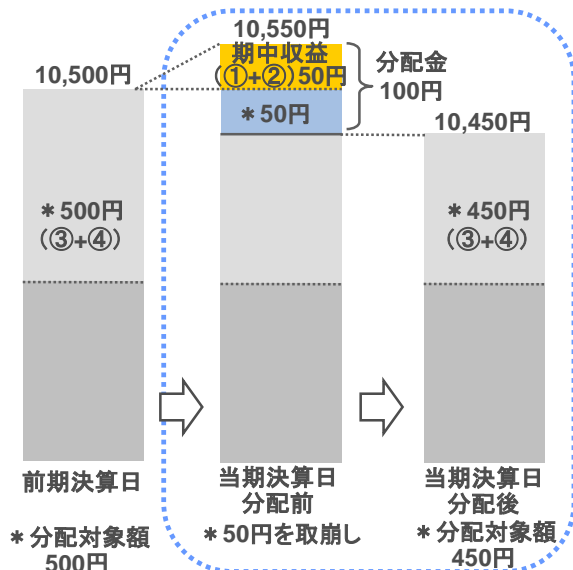 10,550円
期中収益
(①+②)50円
分配金
100円
10,500円
＊50円
10,450円
＊500円
(③+④)
＊450円
(③+④)
前期決算日
当期決算日
分配前
当期決算日
分配後
＊分配対象額
500円
＊50円を取崩し
＊分配対象額
450円